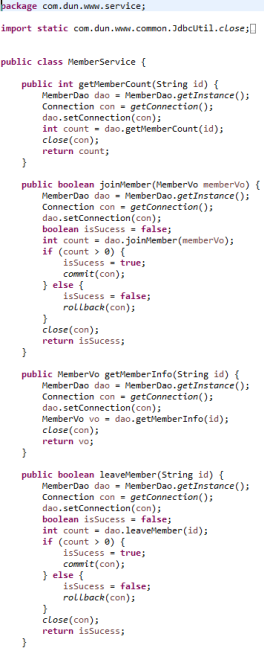 package com.dun.www.service;
import static com.dun.www.common.JdbcUtil.close;
public class MemberService {
public int getMemberCount(String id) {
MemberDao dao = MemberDao.getInstance();
Connection con = getConnection();
dao.setConnection(con);
int count = dao.getMemberCount(id);
close(con);
return count;
}
public boolean joinMember(MemberVo memberVo) {
MemberDao dao = MemberDao.getInstance();
Connection con = getConnection();
dao.setConnection(con);
boolean isSucess = false;
int count = dao.joinMember(memberVo);
if (count > 0) {
isSucess = true;
commit(con);
} else {
isSucess = false;
rollback(con);
}
close(con);
return isSucess;
}
public MemberVo getMemberInfo(String id) {
MemberDao dao = MemberDao.getInstance();
Connection con = getConnection();
dao.setConnection(con);
MemberVo vo = dao.getMemberInfo(id);
close(con);
return vo;
}
public boolean leaveMember(String id) {
MemberDao dao = MemberDao.getInstance();
Connection con = getConnection();
dao.setConnection(con);
boolean isSucess = false;
int count = dao.leaveMember(id);
if (count > 0) {
isSucess = true;
commit(con);
} else {
isSucess = false;
rollback(con);
}
close(con);
return isSucess;
}